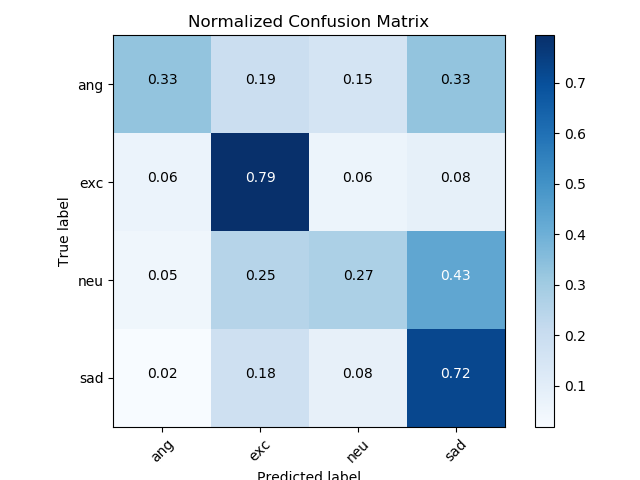 Normalized Confusion Matrix
True label
ang 0.33 0.19 0.15 0.33
exc 0.06 0.79 0.06 0.08
neu 0.05 0.25 0.27 0.43
sad 0.02 0.18 0.08 0.72
ang exc neu sad
Predicted label
0.7
0.6
0.5
0.4
0.3
0.2
0.1